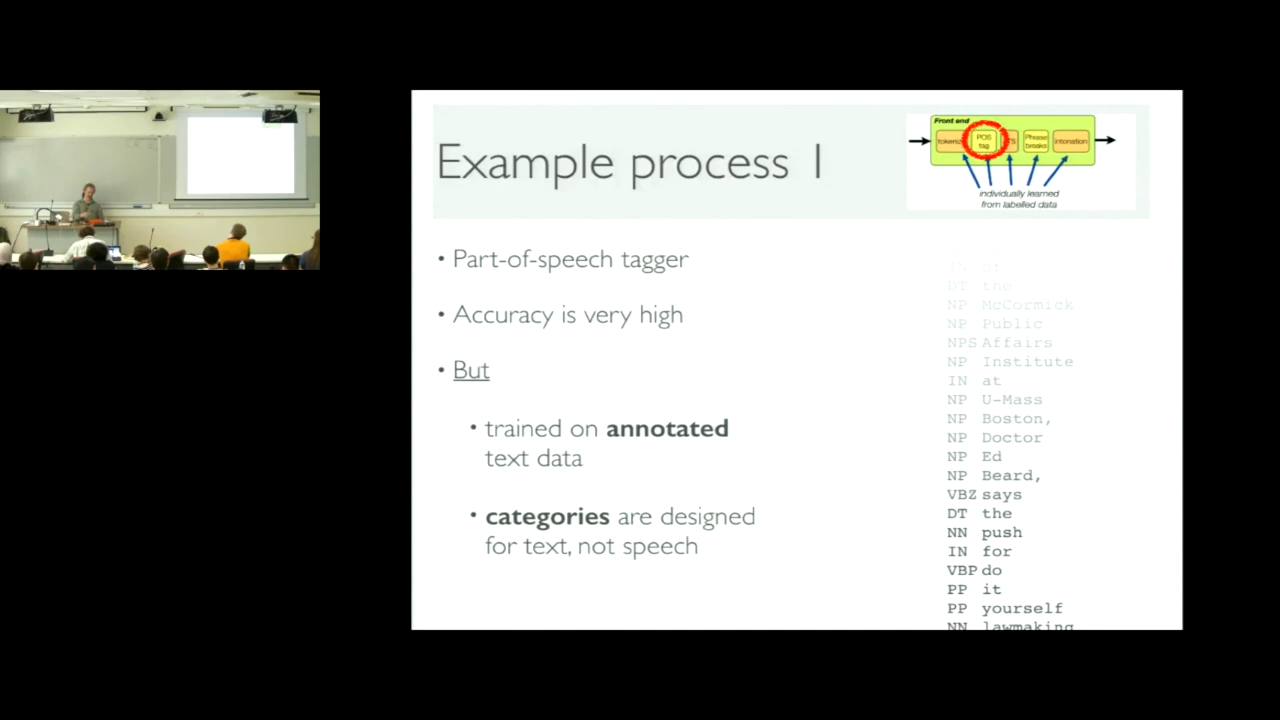 Example process 1
Front end
tokenize
POS
tag
LTS
Phrase
breaks
intonation
individually learned
from labelled data
• Part-of-speech tagger
• Accuracy is very high
• But
• trained on annotated
text data
• categories are designed
for text, not speech
IN of
DT the
NP McCormick
NP Public
NPS Affairs
NP Institute
IN at
NP U-Mass
NP Boston,
NP Doctor
NP Ed
NP Beard,
VBZ says
DT the
NN push
IN for
VBP do
PP it
PP yourself
NN lawmaking